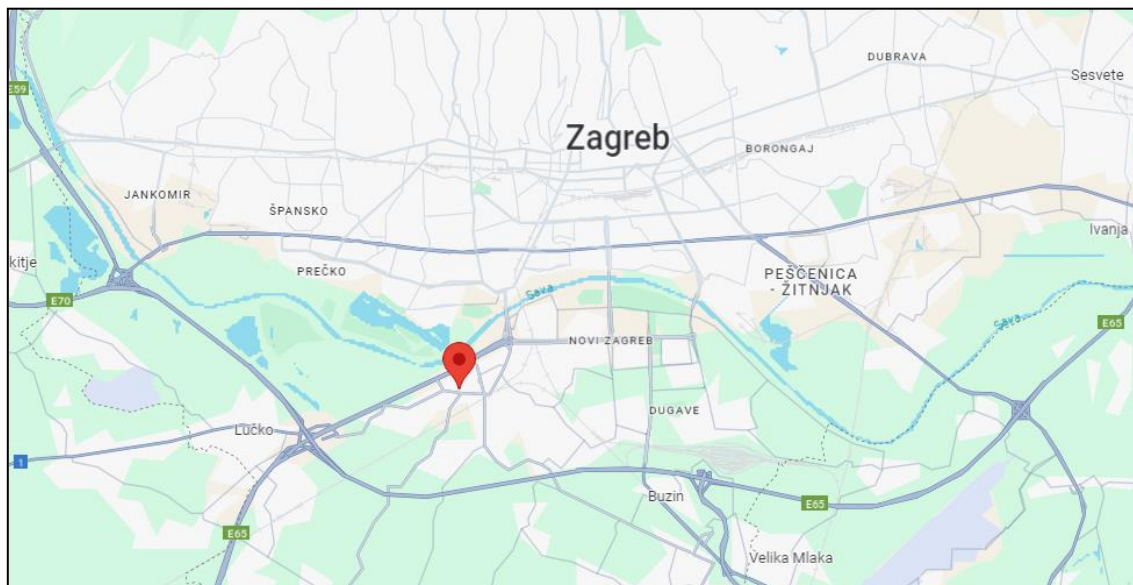 DUBRAVA
Sesvete
E59
Zagreb
BORONGAJ
JANKOMIR
ŠPANSKO
Ivanja
kitje
PREČKO
PEŠČENICA
- ŽITNJAK
E70
Sava
Sava
E65
NOVI ZAGREB
DUGAVE
Lučko
1
Buzin
E65
E65
Velika Mlaka